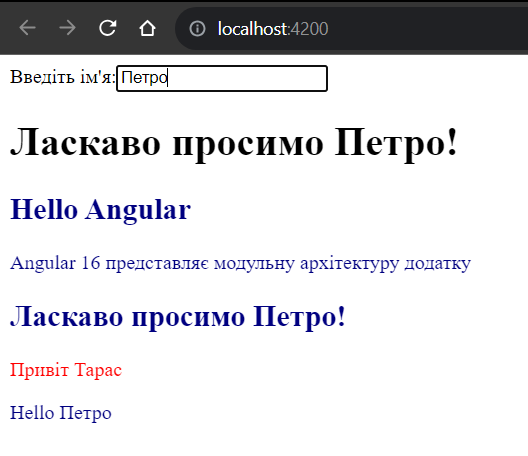 localhost:4200
Введіть ім'я: Петро
Ласкаво просимо Петро!
Hello Angular
Angular 16 представляє модульну архітектуру додатку
Ласкаво просимо Петро!
Привіт Тарас
Hello Петро